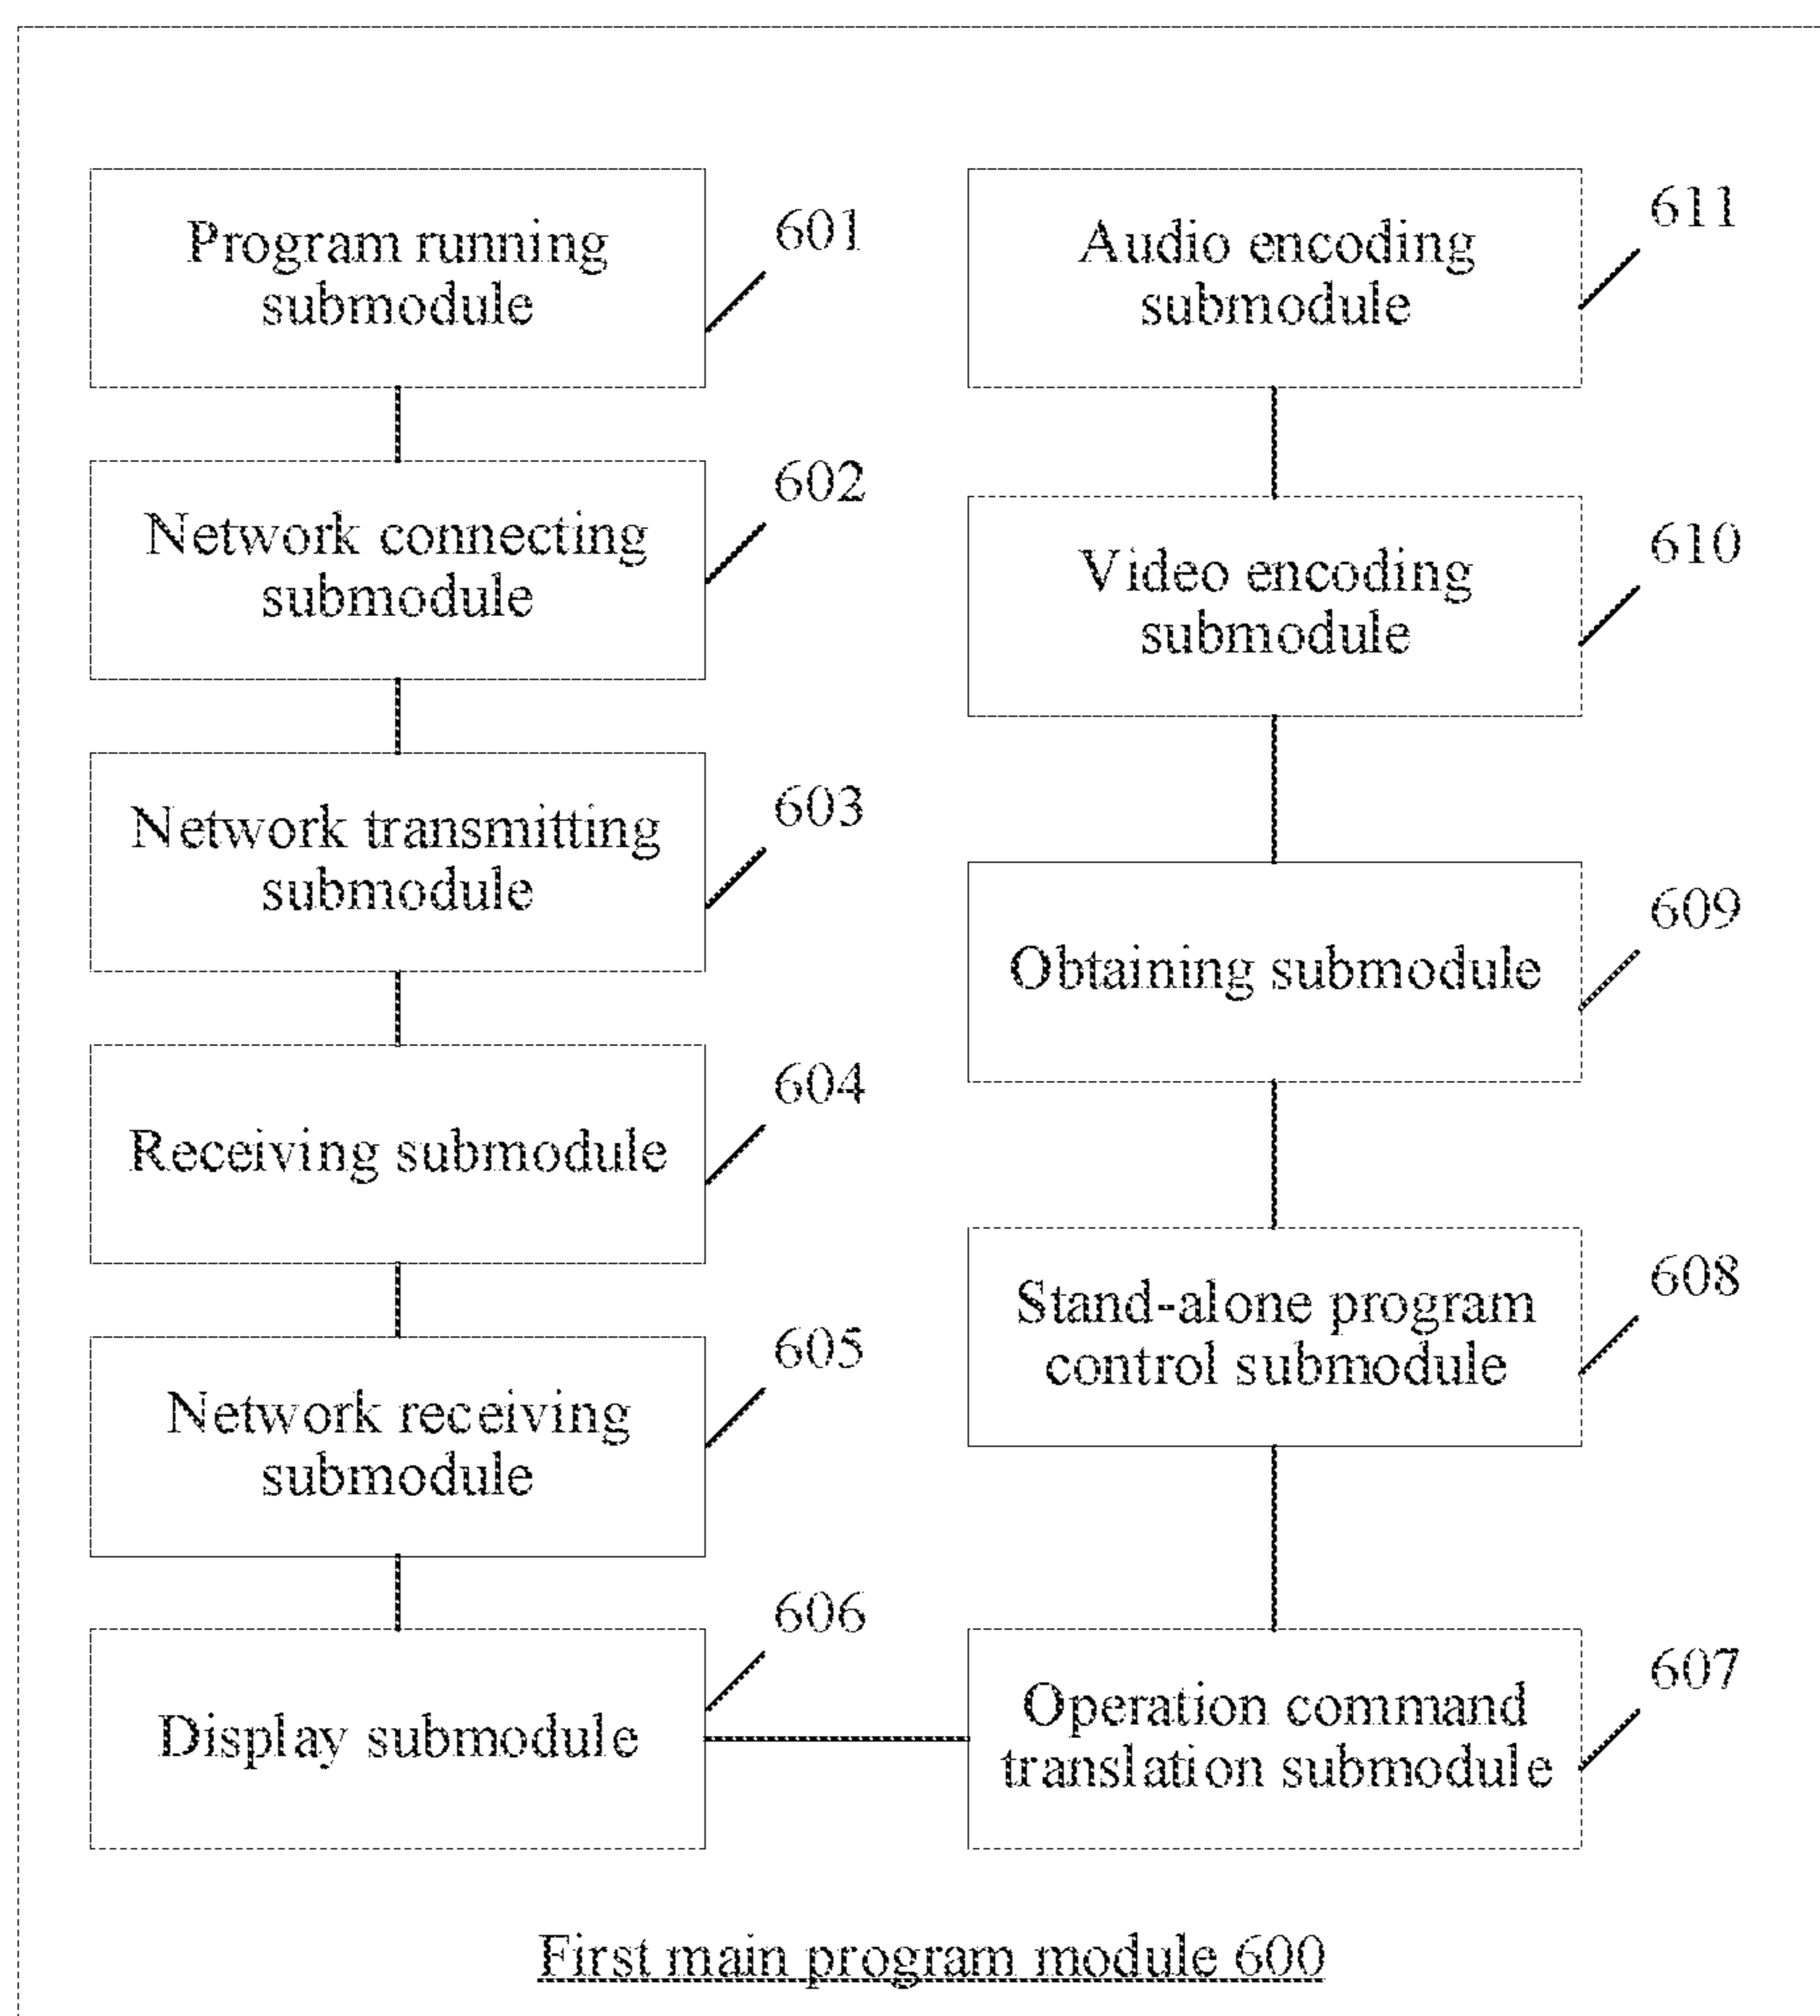 Program running
submodule
601
Network connecting
submodule
602
Network transmitting
submodule
603
Receiving submodule
604
Network receiving
submodule
605
Display submodule
606
Audio encoding
submodule
611
Video encoding
submodule
610
Obtaining submodule
609
Stand-alone program
control submodule
608
Operation command
translation submodule
607
First main program module 600